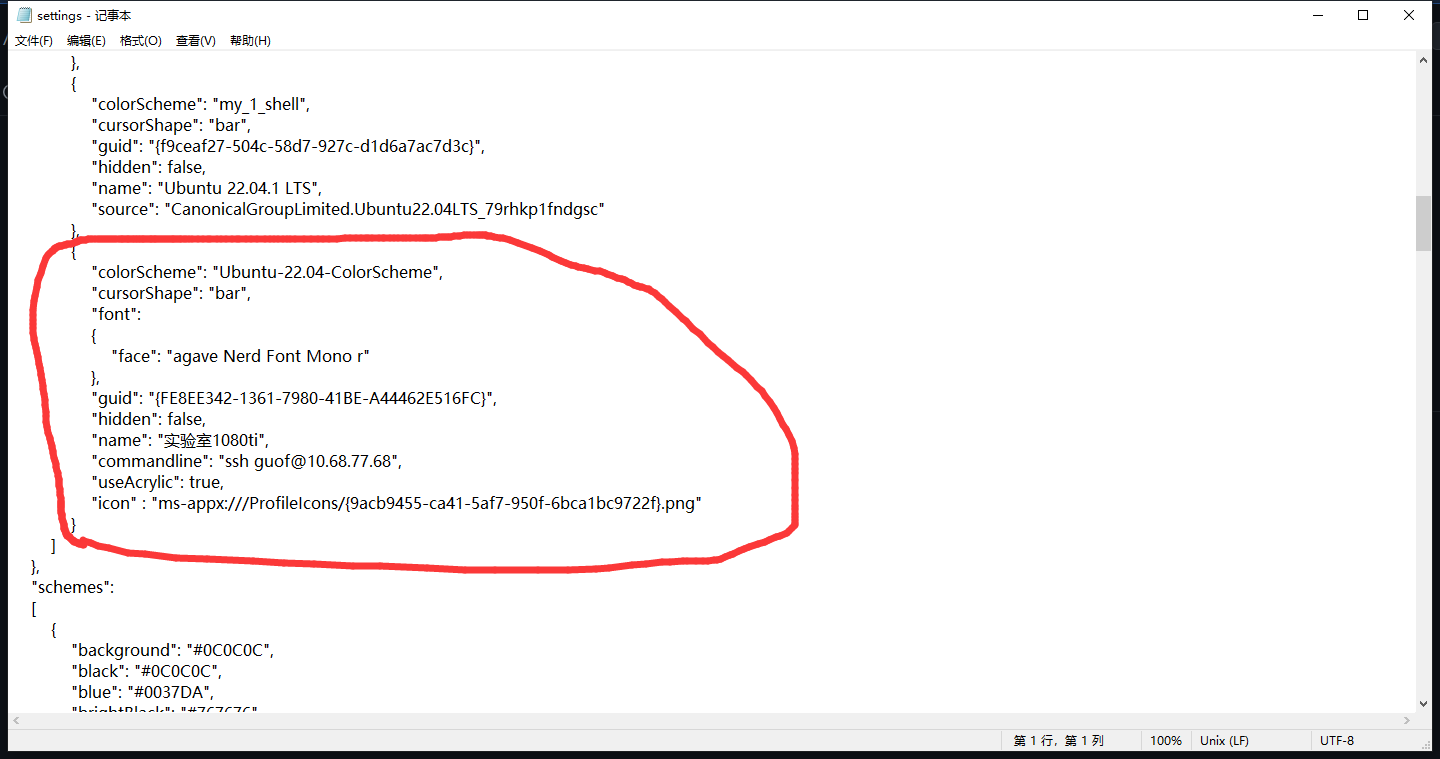 settings - 记事本
文件(F) 编辑(E) 格式(O) 查看(V) 帮助(H)
},
{
"colorScheme": "my_1_shell",
"cursorShape": "bar",
"guid": "{f9ceaf27-504c-58d7-927c-d1d6a7ac7d3c}",
"hidden": false,
"name": "Ubuntu 22.04.1 LTS",
"source": "CanonicalGroupLimited.Ubuntu22.04LTS_79rhkp1fndgsc"
},
{
"colorScheme": "Ubuntu-22.04-ColorScheme",
"cursorShape": "bar",
"font":
{
"face": "agave Nerd Font Mono r"
},
"guid": "{FE8EE342-1361-7980-41BE-A44462E516FC}",
"hidden": false,
"name": "实验室1080ti",
"commandline": "ssh guof@10.68.77.68",
"useAcrylic": true,
"icon" : "ms-appx:///ProfileIcons/{9acb9455-ca41-5af7-950f-6bca1bc9722f}.png"
}
]
},
"schemes":
[
{
"background": "#0C0C0C",
"black": "#0C0C0C",
"blue": "#0037DA",
"brightBlack": "#767676",
第 1 行，第 1 列 100% Unix (LF) UTF-8